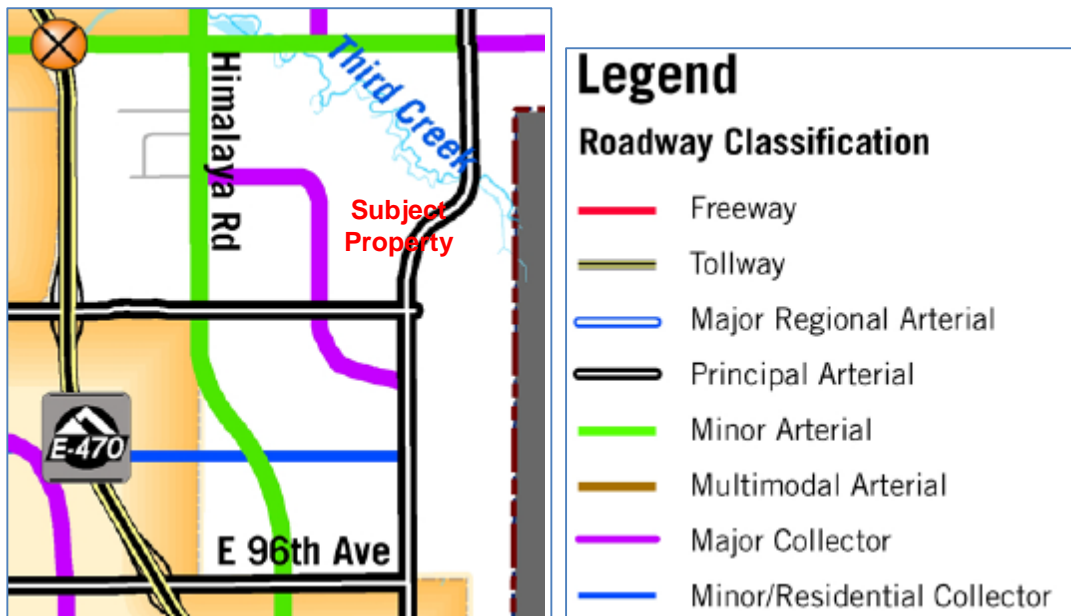 Himalaya Rd
Third Creek
Subject
Property
E-470
E 96th Ave
Legend
Roadway Classification
Freeway
Tollway
Major Regional Arterial
Principal Arterial
Minor Arterial
Multimodal Arterial
Major Collector
Minor/Residential Collector